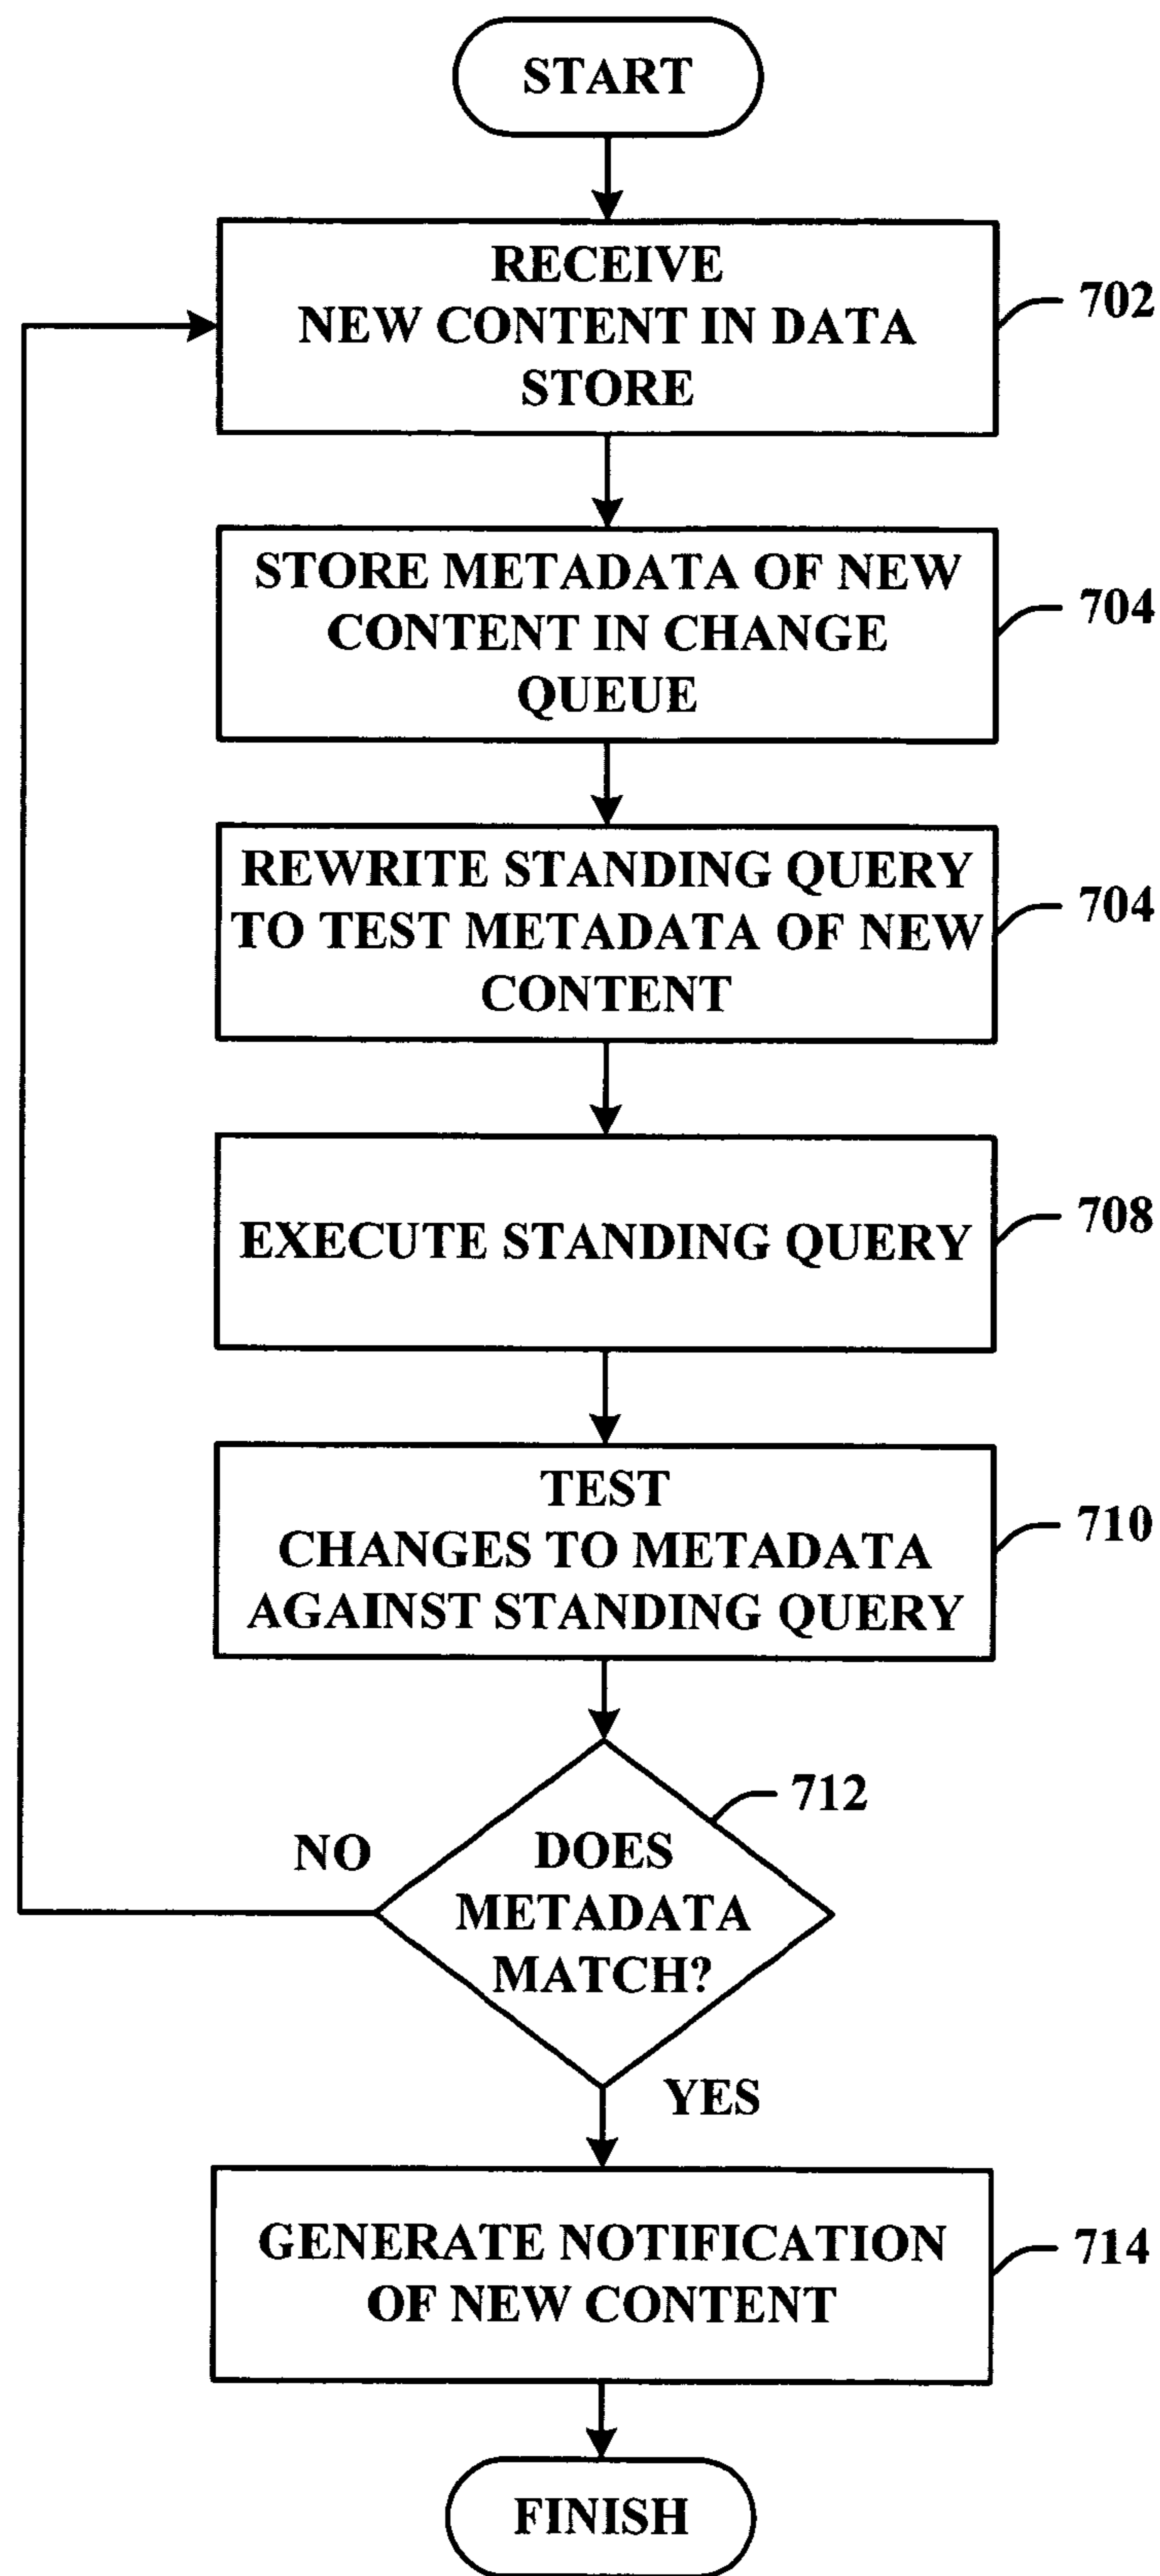 START
RECEIVE
NEW CONTENT IN DATA
STORE
702
STORE METADATA OF NEW
CONTENT IN CHANGE
QUEUE
704
REWRITE STANDING QUERY
TO TEST METADATA OF NEW
CONTENT
704
EXECUTE STANDING QUERY
708
TEST
CHANGES TO METADATA
AGAINST STANDING QUERY
710
712
NO
DOES
METADATA
MATCH?
YES
GENERATE NOTIFICATION
OF NEW CONTENT
714
FINISH